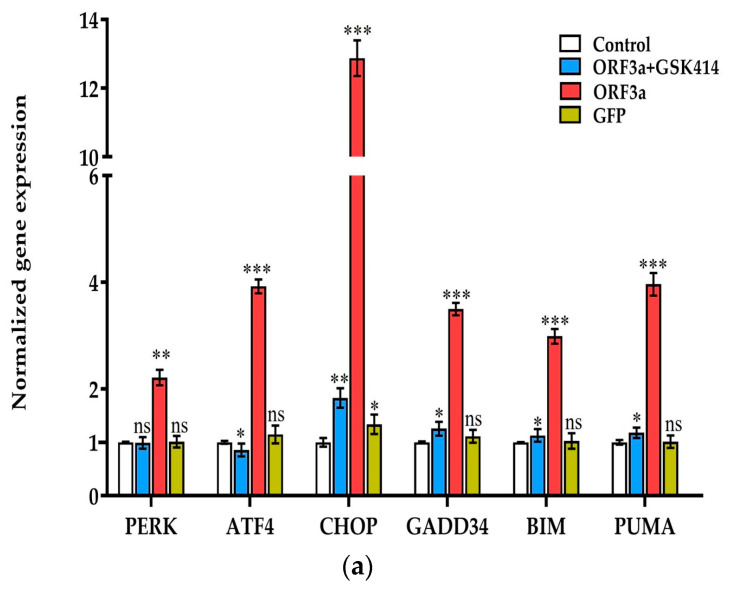 Normalized gene expression
14
12
10
6
4
2
1
0
Control
ORF3a+GSK414
ORF3a
GFP
ns
**
ns
*
***
ns
**
***
*
*
***
ns
*
***
ns
*
***
ns
PERK
ATF4
CHOP
GADD34
BIM
PUMA
(a)